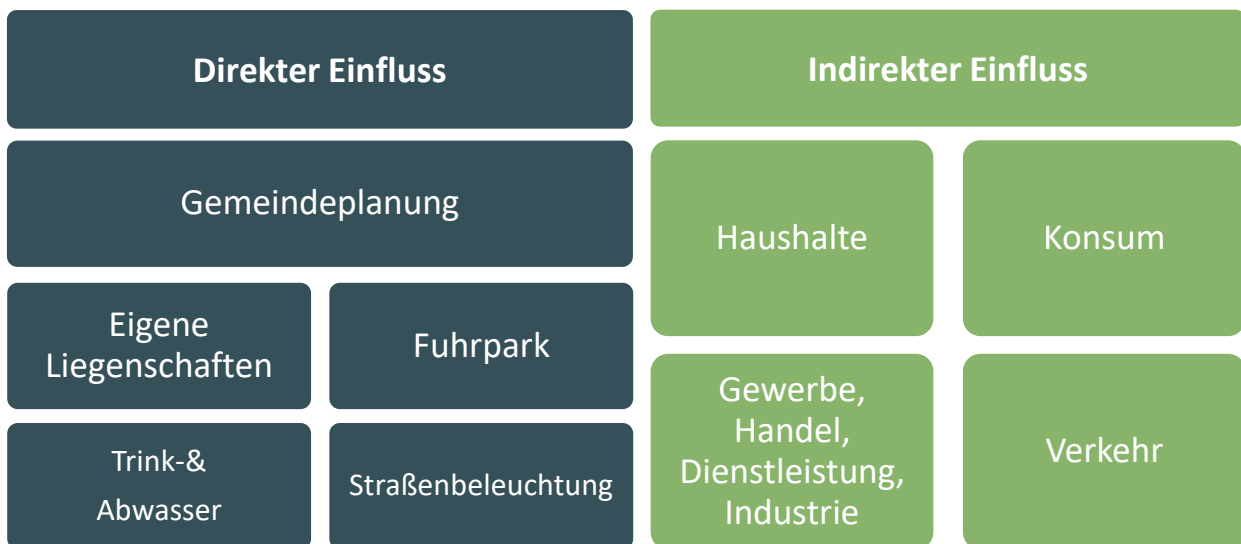 Direkter Einfluss
Gemeindeplanung
Eigene
Liegenschaften
Fuhrpark
Trink-&
Abwasser
Straßenbeleuchtung
Indirekter Einfluss
Haushalte
Konsum
Gewerbe,
Handel,
Dienstleistung,
Industrie
Verkehr